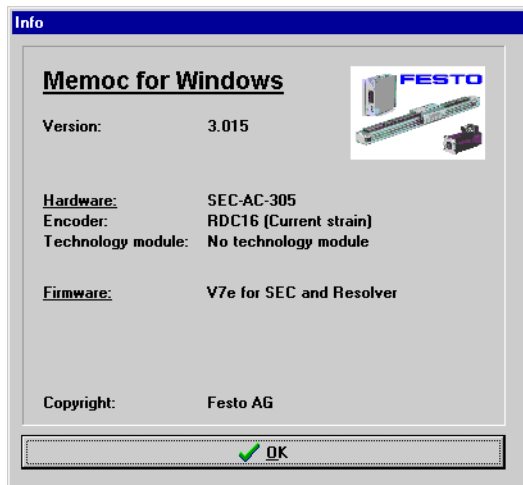 Info
Memoc for Windows
FESTO
Version: 3.015
Hardware: SEC-AC-305
Encoder: RDC16 (Current strain)
Technology module: No technology module
Firmware: V7e for SEC and Resolver
Copyright: Festo AG
OK